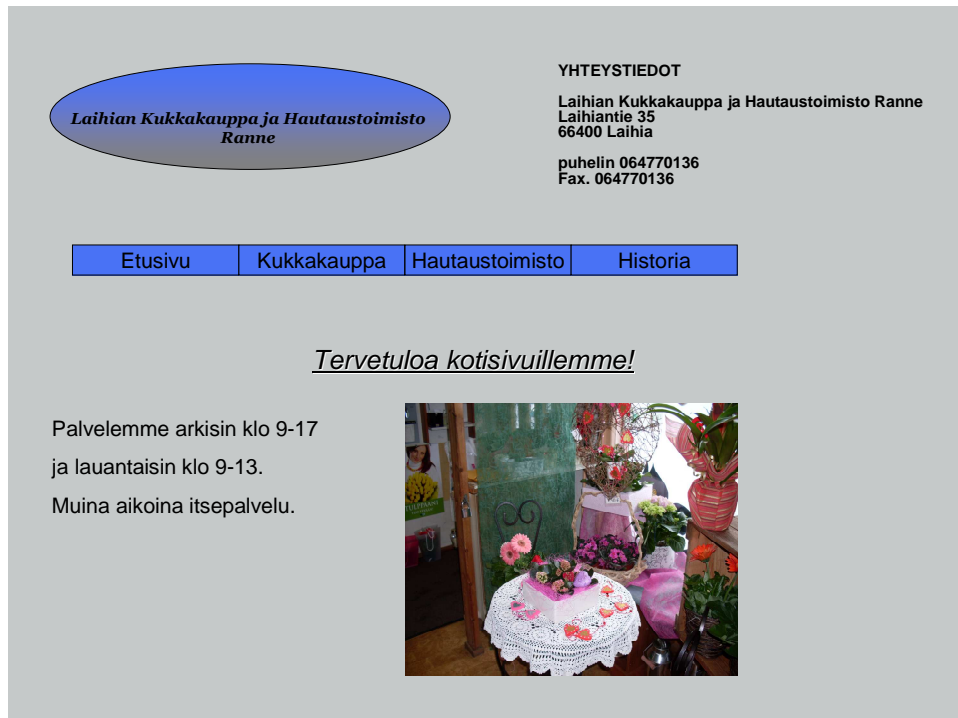 Laihian Kukkakauppa ja Hautaustoimisto
Ranne
YHTEYSTIEDOT
Laihian Kukkakauppa ja Hautaustoimisto Ranne
Laihiantie 35
66400 Laihia
puhelin 064770136
Fax. 064770136
Etusivu
Kukkakauppa
Hautaustoimisto
Historia
Tervetuloa kotisivuillemme!
Palvelemme arkisin klo 9-17
ja lauantaisin klo 9-13.
Muina aikoina itsepalvelu.